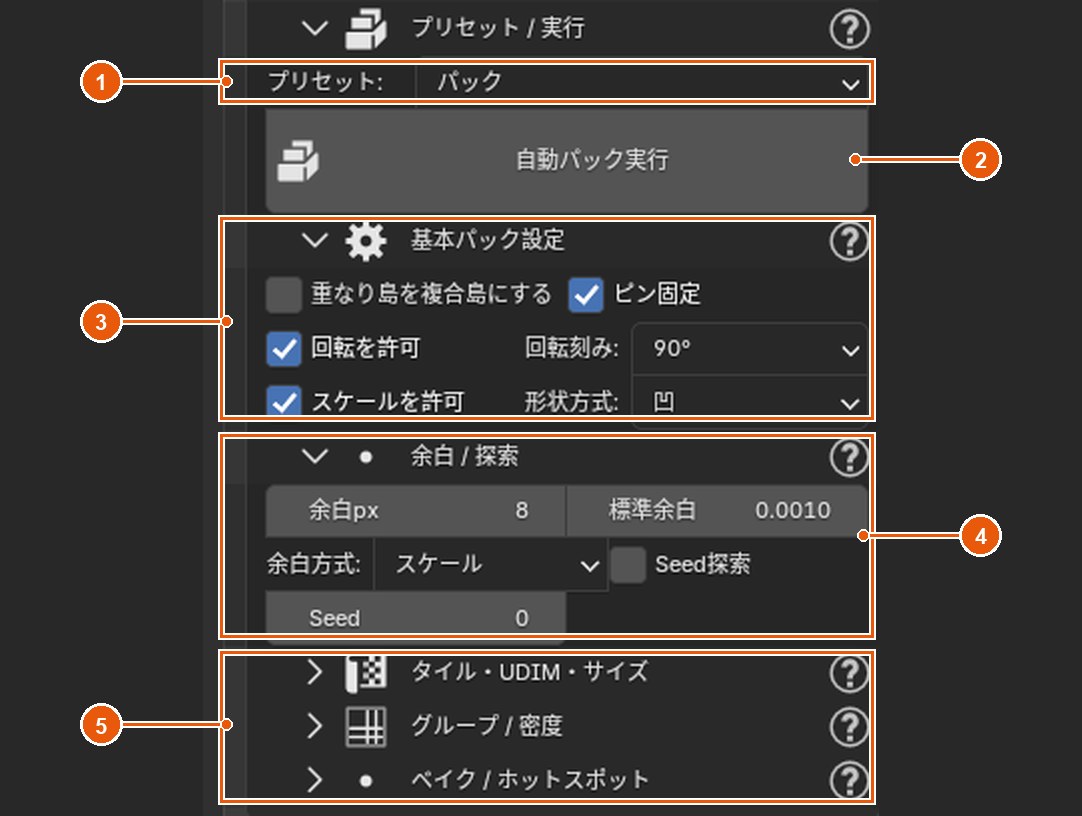 プリセット / 実行
1
プリセット: パック
自動パック実行
2
基本パック設定
重なり島を複合島にする ピン固定
3
回転を許可 回転刻み: 90°
スケールを許可 形状方式: 凹
余白 / 探索
余白px 8 標準余白 0.0010
4
余白方式: スケール Seed探索
Seed 0
タイル・UDIM・サイズ
5
グループ / 密度
ベイク / ホットスポット